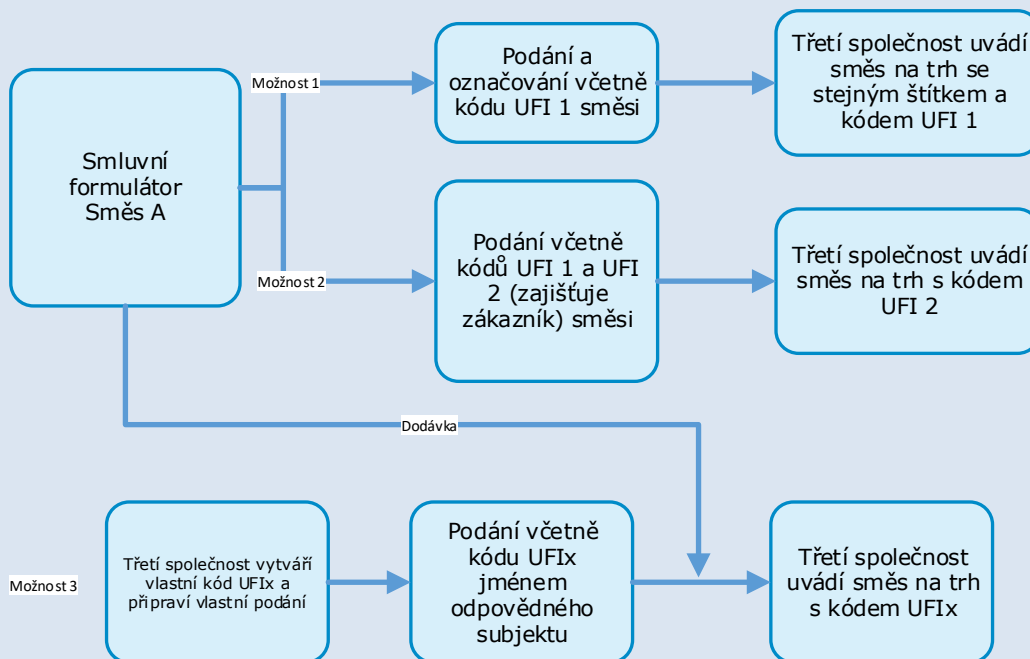 Smluvní
formulátor
Směs A
Možnost 1
Podání a
označování včetně
kódu UFI 1 směsi
Třetí společnost uvádí
směs na trh se
stejným štítkem a
kódem UFI 1
Možnost 2
Podání včetně
kódů UFI 1 a UFI
2 (zajišťuje
zákazník) směsi
Třetí společnost uvádí
směs na trh s kódem
UFI 2
Dodávka
Možnost 3
Třetí společnost vytváří
vlastní kód UFIx a
připraví vlastní podání
Podání včetně
kódu UFIx
jménem
odpovědného
subjektu
Třetí společnost
uvádí směs na trh
s kódem UFIx